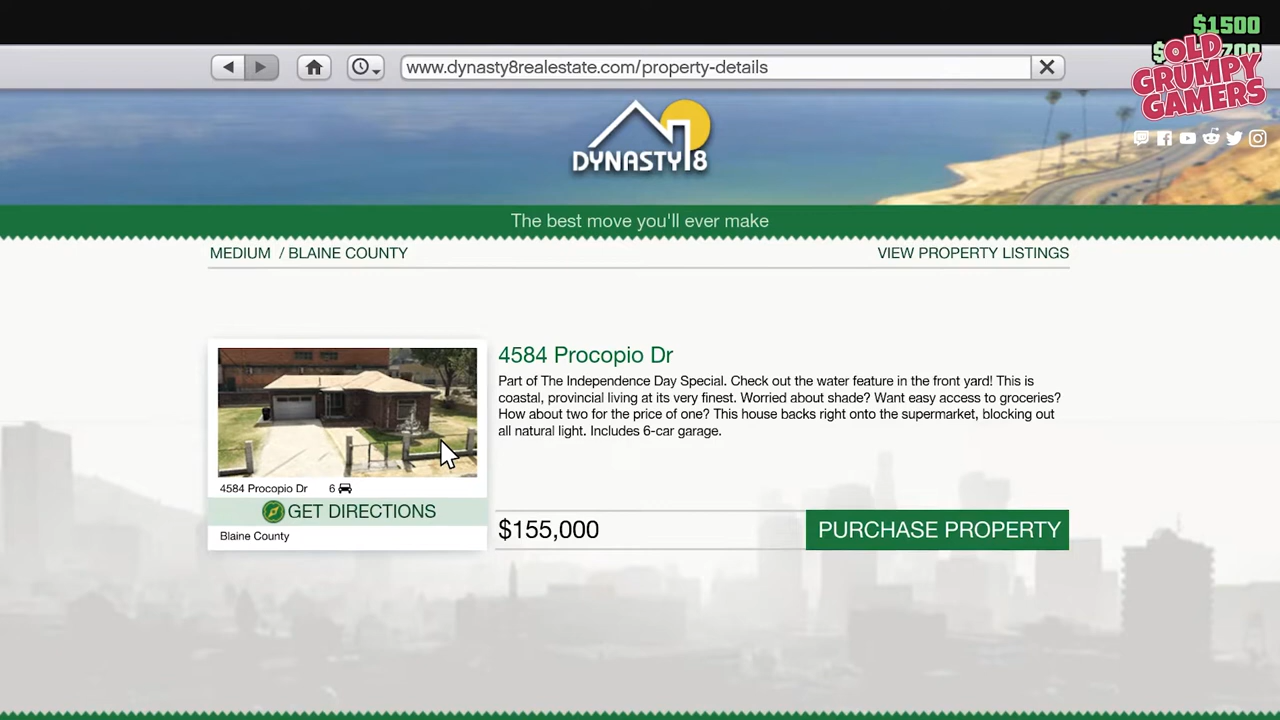 $1500
OLD
GRUMPY
GAMERS
www.dynasty8realestate.com/property-details
DYNASTY 8
The best move you'll ever make
MEDIUM / BLAINE COUNTY
VIEW PROPERTY LISTINGS
4584 Procopio Dr
Part of The Independence Day Special. Check out the water feature in the front yard! This is
coastal, provincial living at its very finest. Worried about shade? Want easy access to groceries?
How about two for the price of one? This house backs right onto the supermarket, blocking out
all natural light. Includes 6-car garage.
4584 Procopio Dr 6
GET DIRECTIONS
Blaine County
$155,000
PURCHASE PROPERTY